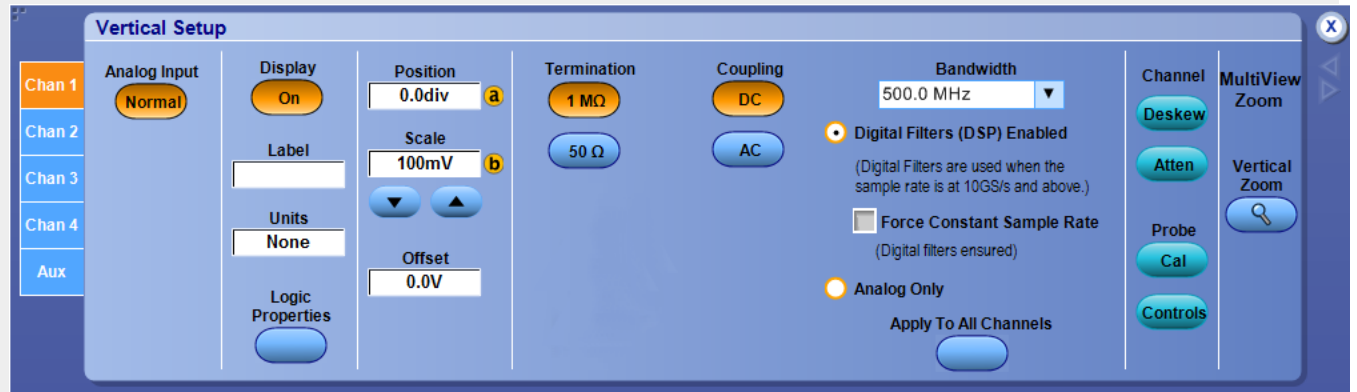 Vertical Setup
X
Chan 1
Chan 2
Chan 3
Chan 4
Aux
Analog Input
Normal
Display
On
Label
Units
None
Logic
Properties
Position
0.0div
a
Scale
100mV
b
Offset
0.0V
Termination
1 MΩ
50 Ω
Coupling
DC
AC
Bandwidth
500.0 MHz
Digital Filters (DSP) Enabled
(Digital Filters are used when the
sample rate is at 10GS/s and above.)
Force Constant Sample Rate
(Digital filters ensured)
Analog Only
Apply To All Channels
Channel
Deskew
Atten
Probe
Cal
Controls
MultiView
Zoom
Vertical
Zoom